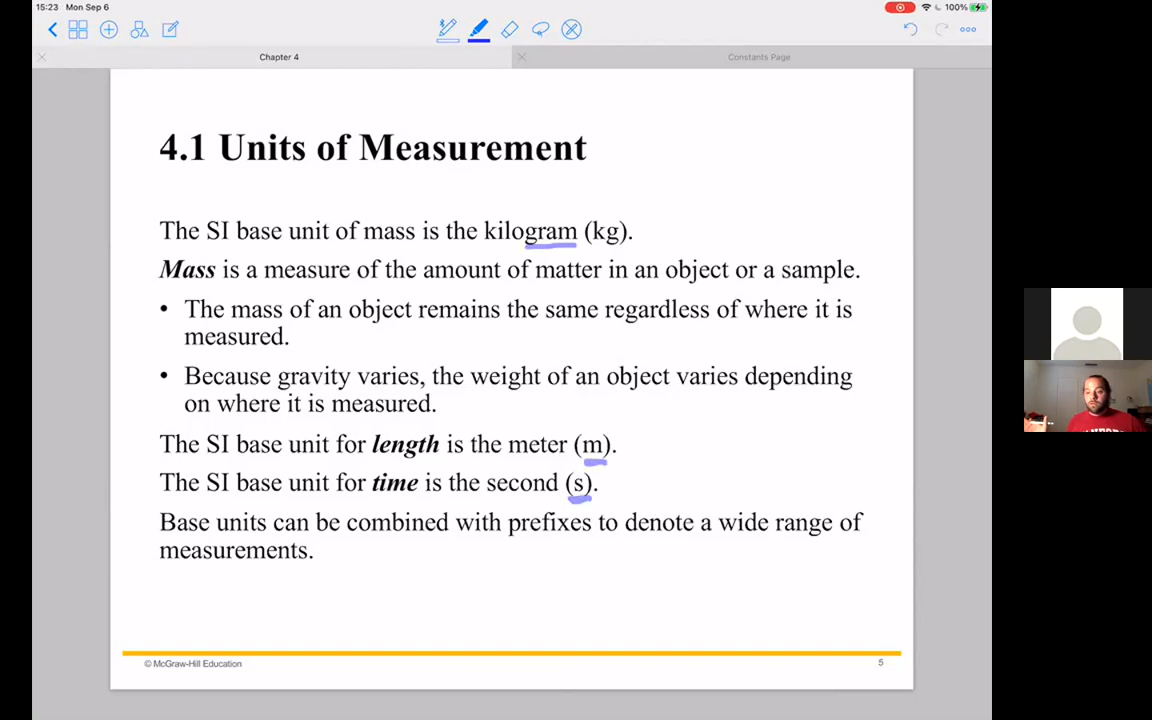 15:23 Mon Sep 6
100%
Chapter 4
Constants Page
4.1 Units of Measurement
The SI base unit of mass is the kilogram (kg).
Mass is a measure of the amount of matter in an object or a sample.
• The mass of an object remains the same regardless of where it is
measured.
• Because gravity varies, the weight of an object varies depending
on where it is measured.
The SI base unit for length is the meter (m).
The SI base unit for time is the second (s).
Base units can be combined with prefixes to denote a wide range of
measurements.
© McGraw-Hill Education
5